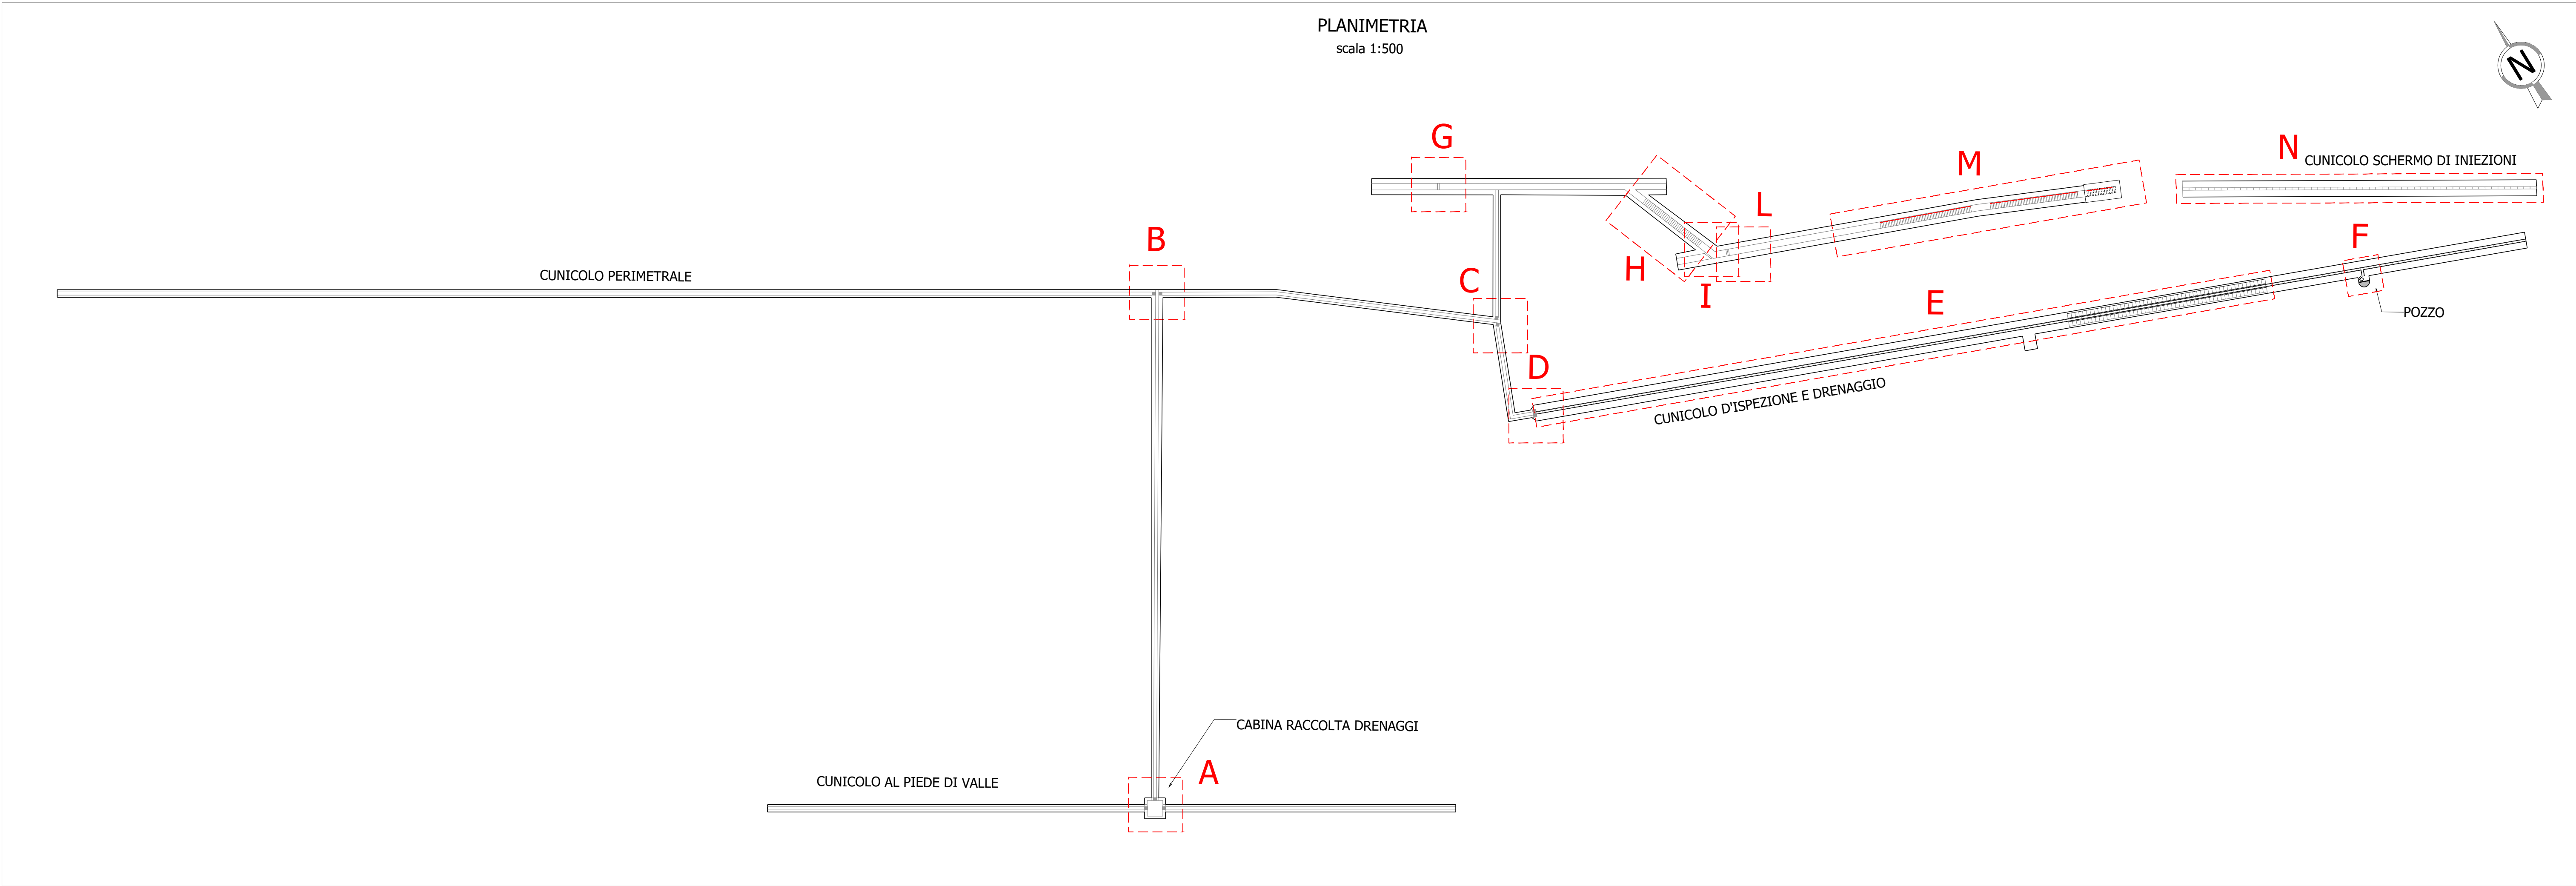 PLANIMETRIA
scala 1:500
N
G
M
N
CUNICOLO SCHERMO DI INIEZIONI
L
B
F
H
CUNICOLO PERIMETRALE
C
I
E
POZZO
D
CUNICOLO D'ISPEZIONE E DRENAGGIO
CABINA RACCOLTA DRENAGGI
A
CUNICOLO AL PIEDE DI VALLE